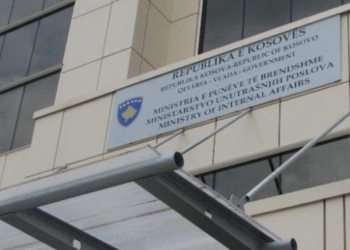 REPUBLIKA E KOSOVËS
REPUBLIKA KOSOVA-REPUBLIC OF KOSOVO
QEVERIA - VLADA - GOVERNMENT
MINISTRIA E PUNËVE TË BRENDSHME
MINISTARSTVO UNUTRAŠNJIH POSLOVA
MINISTRY OF INTERNAL AFFAIRS